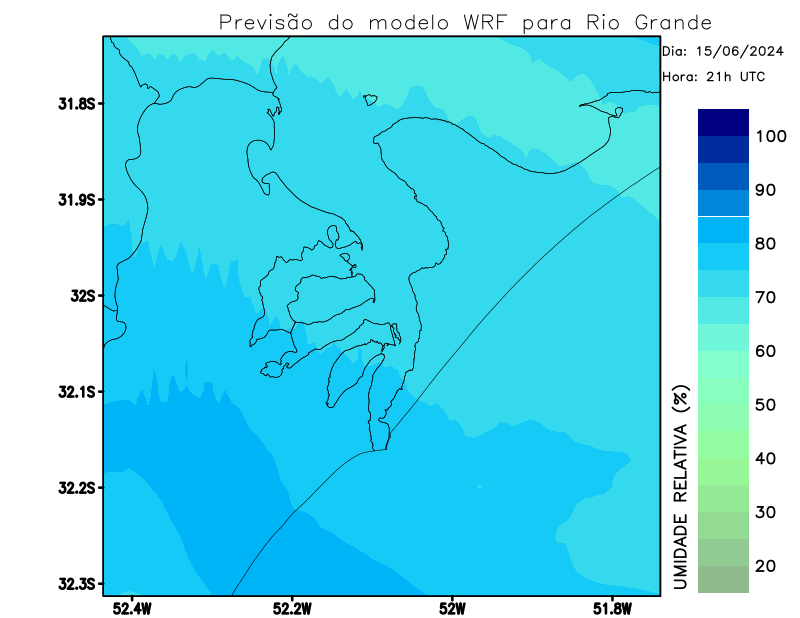 Previsão do modelo WRF para Rio Grande
Dia: 15/06/2024
Hora: 21h UTC
31.8S
31.9S
32S
32.1S
32.2S
32.3S
52.4W
52.2W
52W
51.8W
100
90
80
70
60
50
40
30
20
UMIDADE RELATIVA (%)